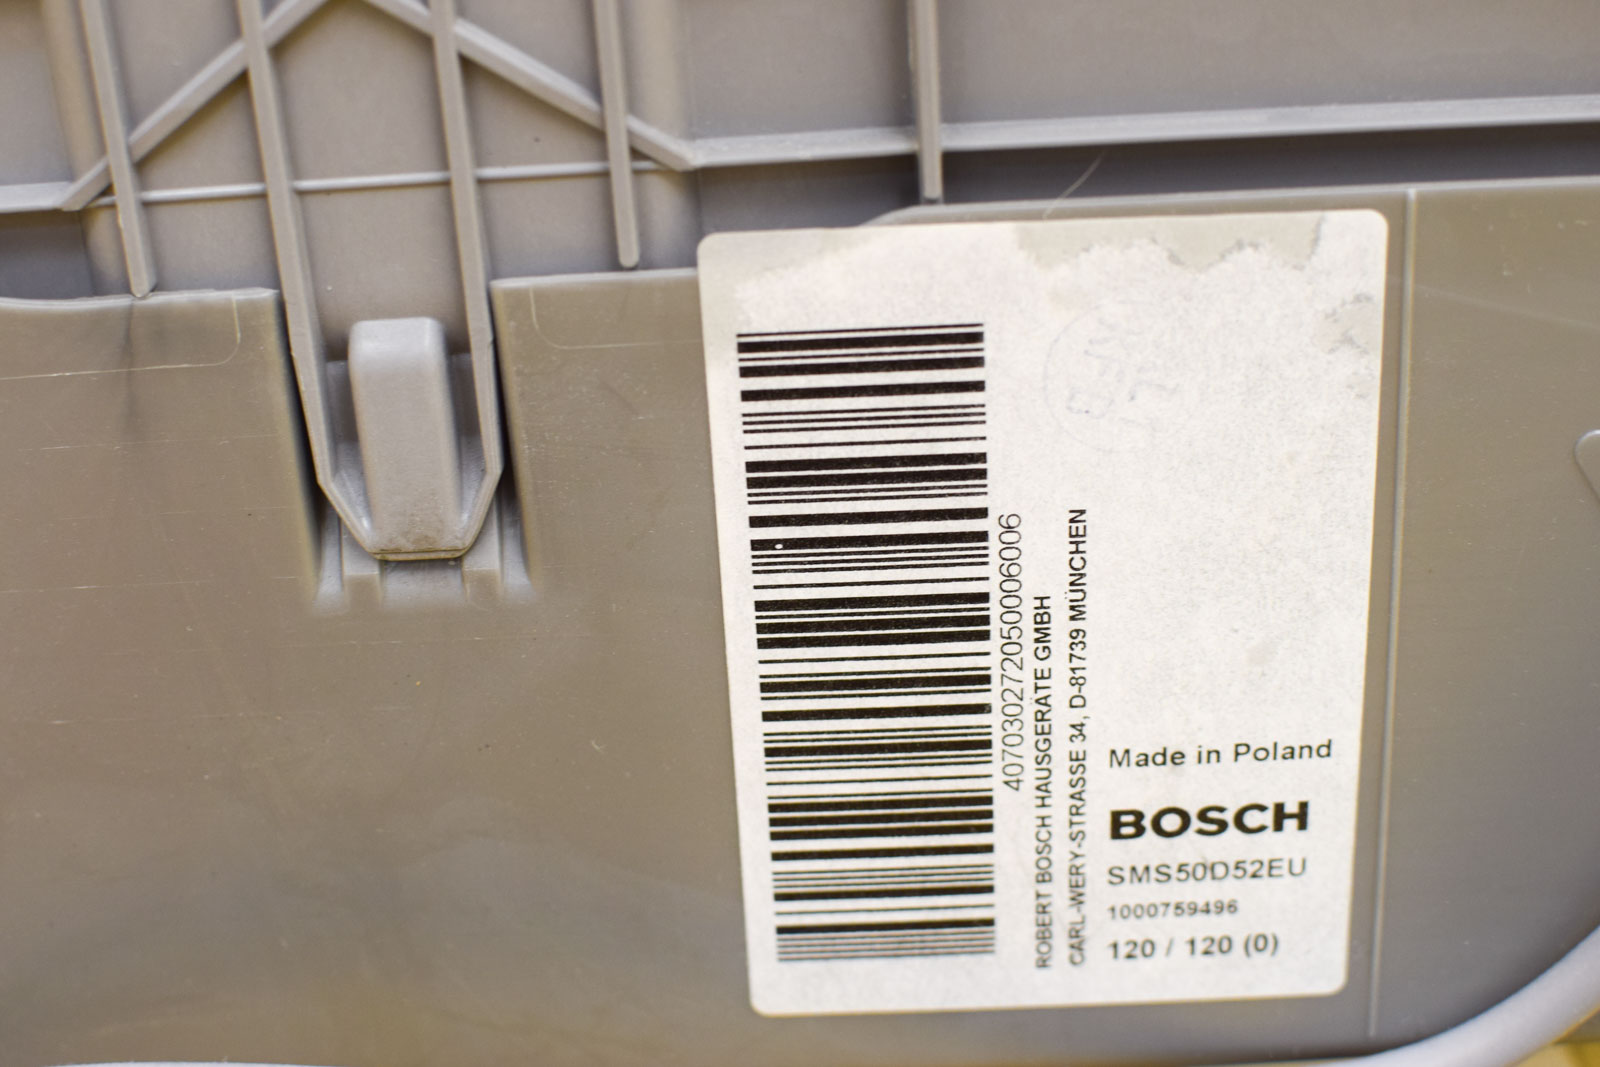 407030272050006006
ROBERT BOSCH HAUSGERÄTE GMBH
CARL-WERY-STRASSE 34, D-81739 MÜNCHEN
Made in Poland
BOSCH
SMS50D52EU
1000759496
120 / 120 (0)